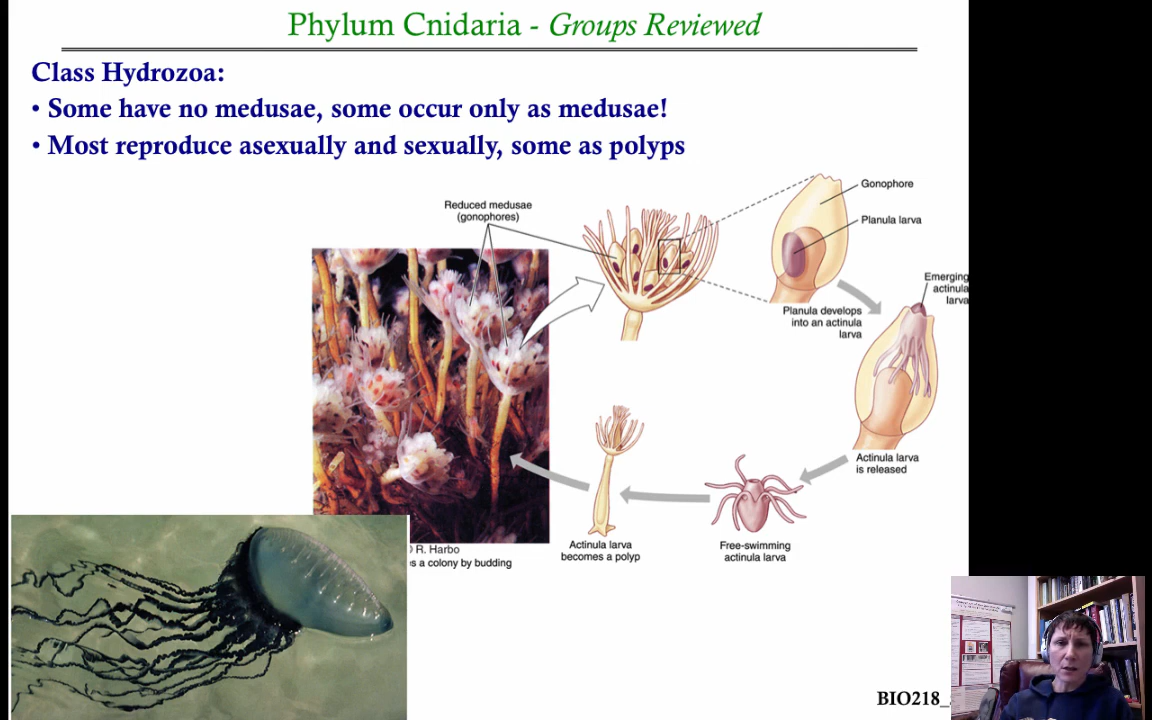 Phylum Cnidaria - Groups Reviewed
Class Hydrozoa:
• Some have no medusae, some occur only as medusae!
• Most reproduce asexually and sexually, some as polyps
Reduced medusae
(gonophores)
Gonophore
Planula larva
Emerging
actinula
larva
Planula develops
into an actinula
larva
Actinula larva
is released
Free-swimming
actinula larva
Actinula larva
becomes a polyp
R. Harbo
a colony by budding
BIO218_